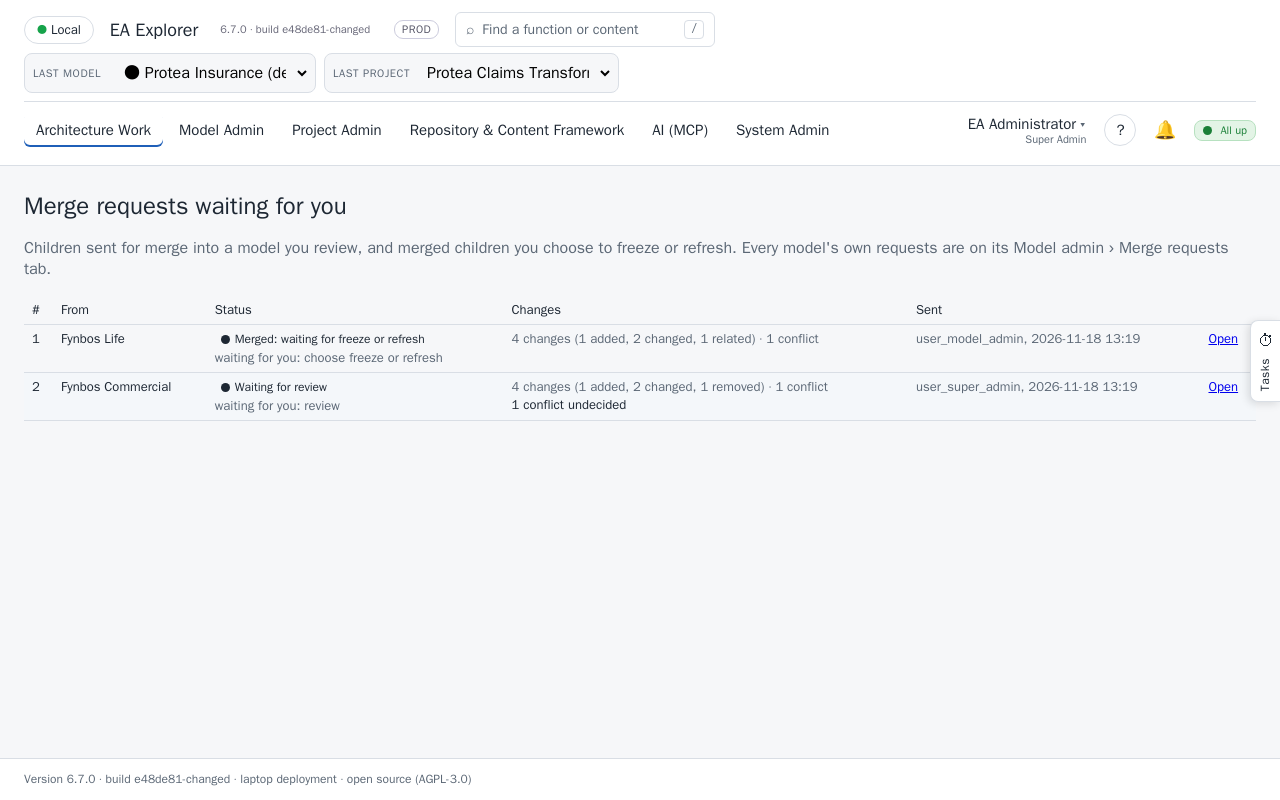 Local
EA Explorer
6.7.0 · build e48de81-changed
PROD
Find a function or content
/
LAST MODEL
Protea Insurance (de
LAST PROJECT
Protea Claims Transforı
Architecture Work
Model Admin
Project Admin
Repository & Content Framework
AI (MCP)
System Admin
EA Administrator
Super Admin
?
All up
Merge requests waiting for you
Children sent for merge into a model you review, and merged children you choose to freeze or refresh. Every model's own requests are on its Model admin › Merge requests
tab.
# From Status Changes Sent
1 Fynbos Life Merged: waiting for freeze or refresh 4 changes (1 added, 2 changed, 1 related) · 1 conflict user_model_admin, 2026-11-18 13:19 Open
waiting for you: choose freeze or refresh
2 Fynbos Commercial Waiting for review 4 changes (1 added, 2 changed, 1 removed) · 1 conflict user_super_admin, 2026-11-18 13:19 Open
waiting for you: review 1 conflict undecided
Tasks
Version 6.7.0 · build e48de81-changed · laptop deployment · open source (AGPL-3.0)